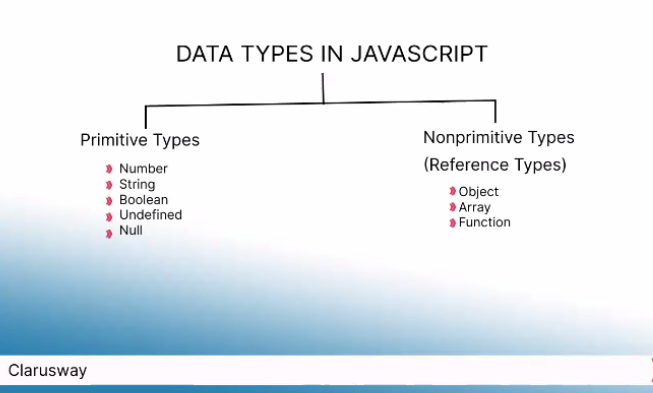 DATA TYPES IN JAVASCRIPT
Primitive Types
Number
String
Boolean
Undefined
Null
Nonprimitive Types
(Reference Types)
Object
Array
Function
Clarusway